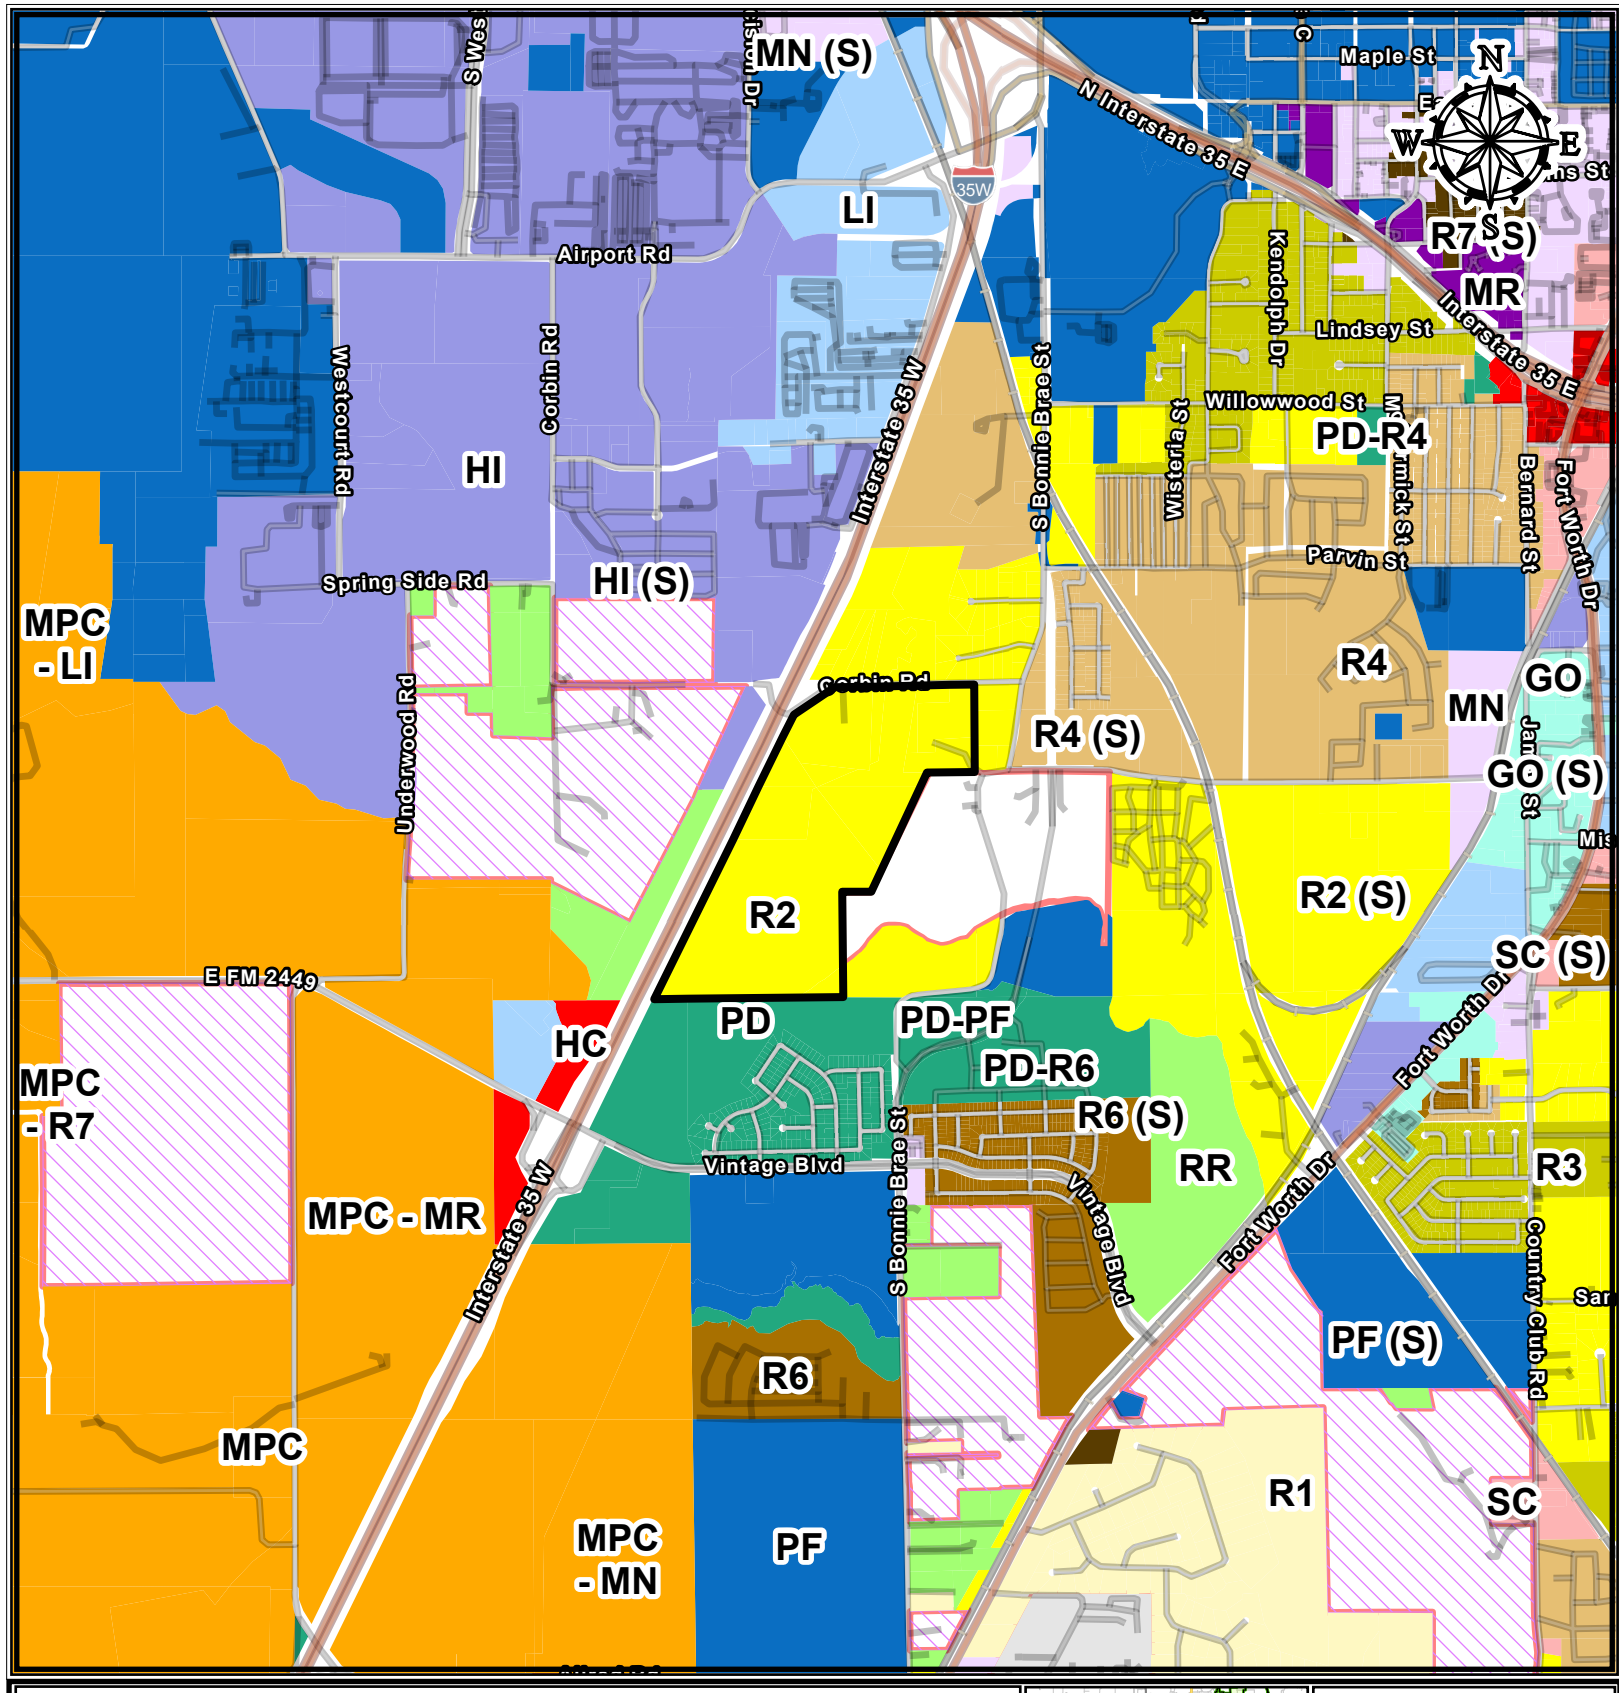 S Wes
MN (S)
Maple St
N
N Interstate 35 E
W
E
35W
S
LI
R7 (S)
Airport Rd
Kendolph Dr
MR
Lindsey St
Interstate 35 E
Westcourt Rd
Corbin Rd
S Bonnie Brae St
Interstate 35 W
Willowwood St
PD-R4
Wisteria St
HI
Bernard St
Fort Worth Dr
Parvin St
Spring Side Rd
HI (S)
MPC
- LI
R4
GO
Corbin Rd
MN
Underwood Rd
R4 (S)
GO (S)
St
Mis
R2
R2 (S)
SC (S)
E FM 2449
PD
PD-PF
HC
Fort Worth Dr
PD-R6
MPC
- R7
R6 (S)
S Bonnie Brae St
Vintage Blvd
RR
R3
MPC - MR
Vintage Blvd
Fort Worth Dr
Interstate 35 W
Country Club Rd
San
PF (S)
R6
MPC
R1
SC
MPC
- MN
PF